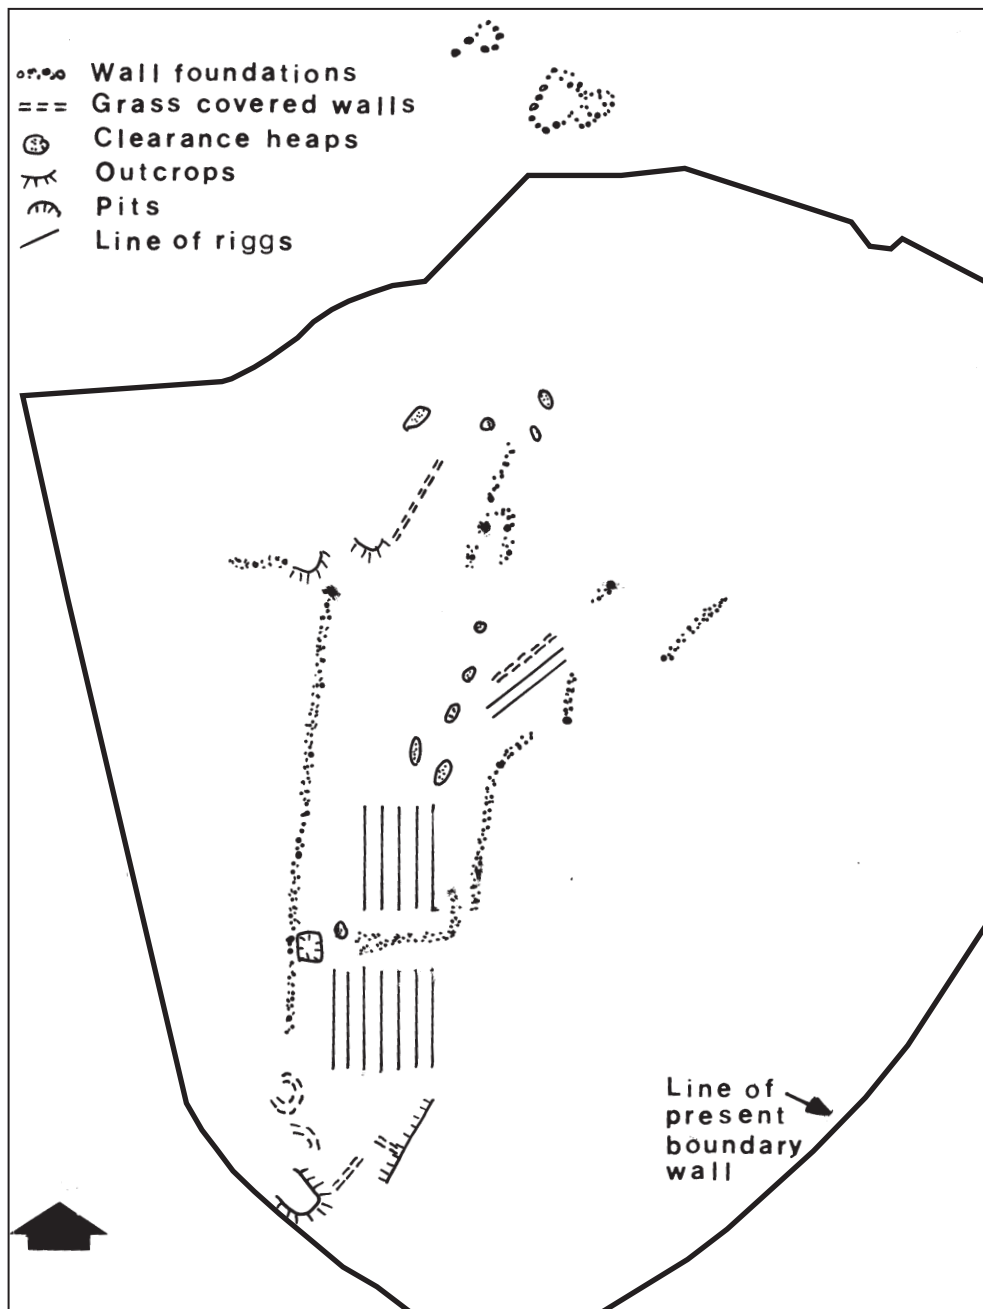 Wall foundations
Grass covered walls
Clearance heaps
Outcrops
Pits
Line of riggs
Line of
present
boundary
wall